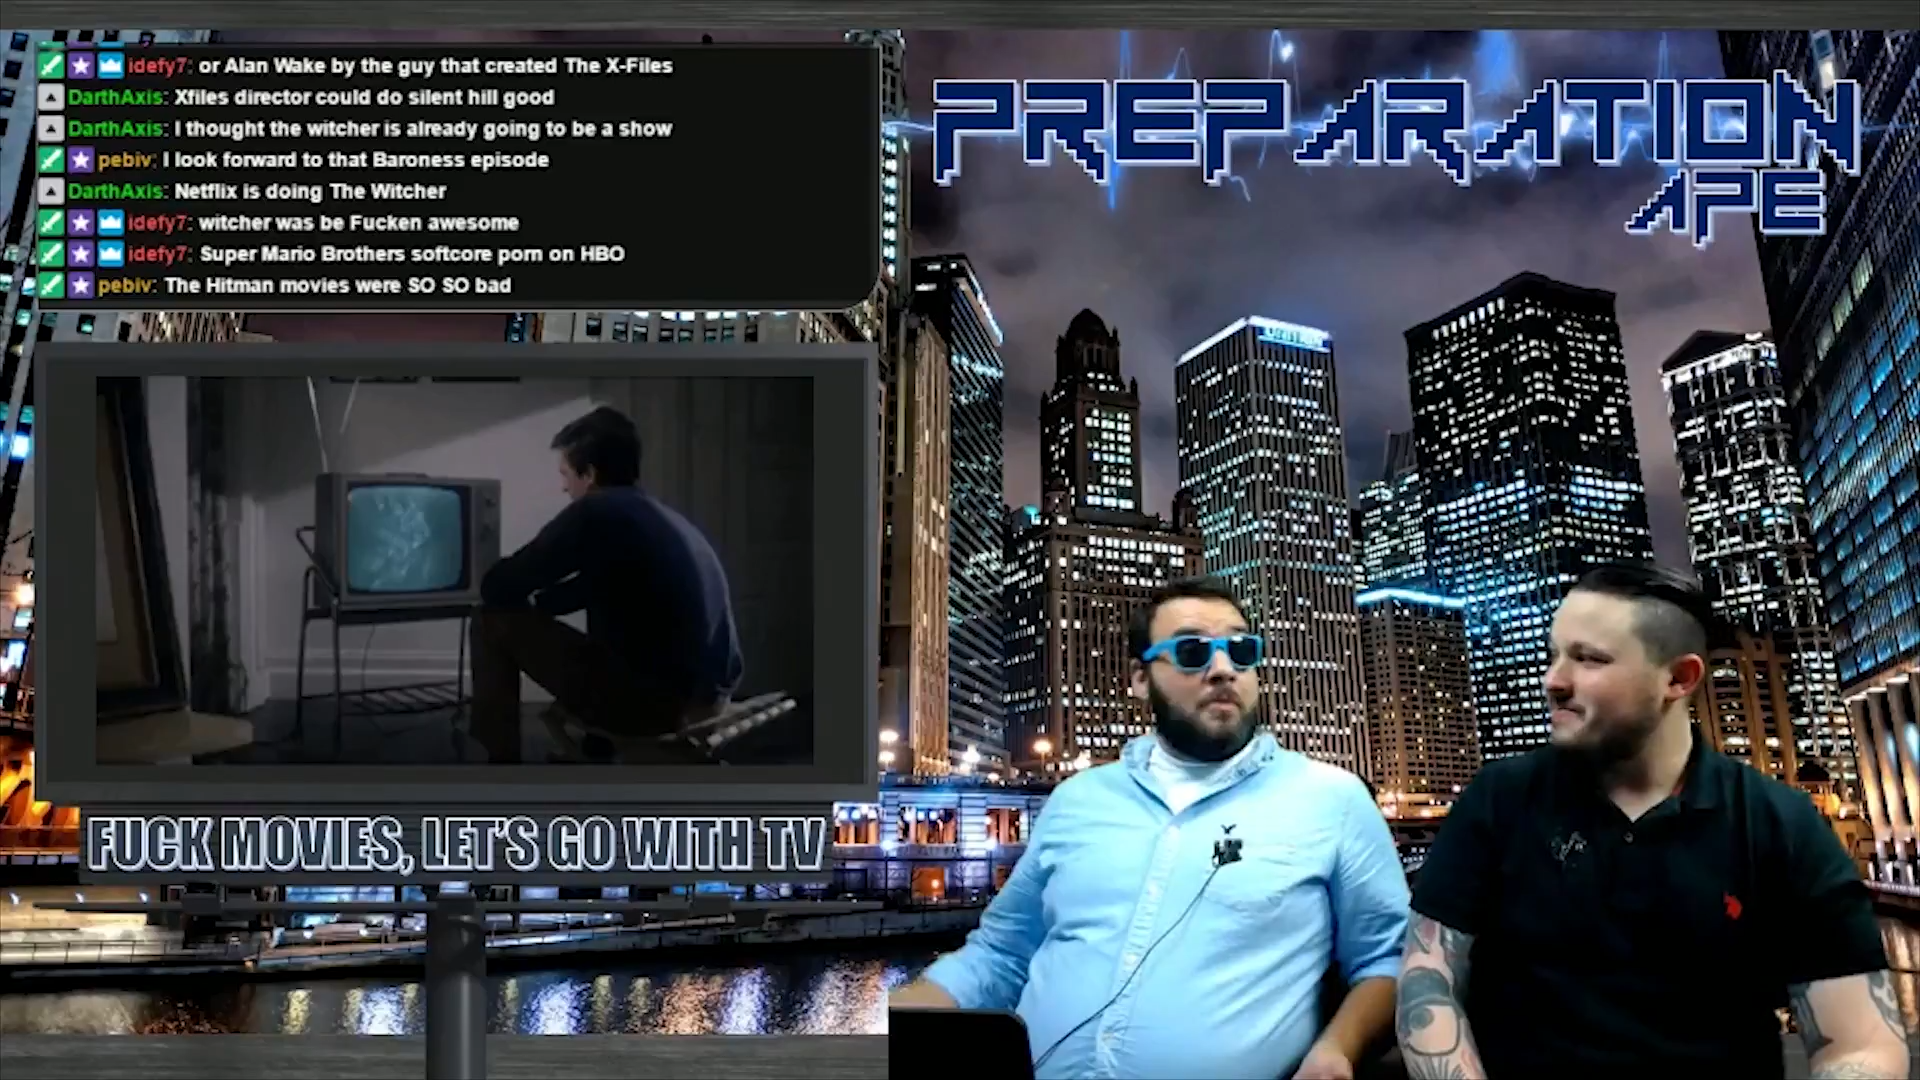 idefy7: or Alan Wake by the guy that created The X-Files
DarthAxis: Xfiles director could do silent hill good
DarthAxis: I thought the witcher is already going to be a show
pebiv: I look forward to that Baroness episode
DarthAxis: Netflix is doing The Witcher
idefy7: witcher was be Fucken awesome
idefy7: Super Mario Brothers softcore porn on HBO
pebiv: The Hitman movies were SO SO bad
PREPARATION
APE
FUCK MOVIES, LET'S GO WITH TV